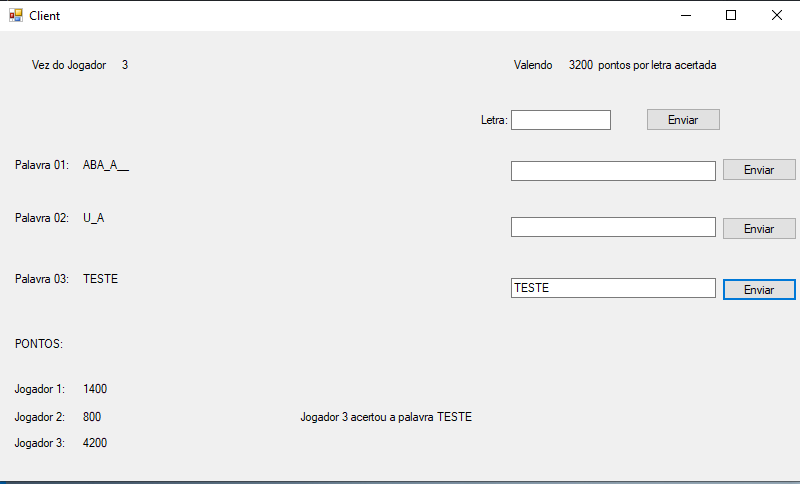 Client
Vez do Jogador 3 Valendo 3200 pontos por letra acertada
Letra: Enviar
Palavra 01: ABA_A__ Enviar
Palavra 02: U_A Enviar
Palavra 03: TESTE TESTE Enviar
PONTOS:
Jogador 1: 1400
Jogador 2: 800 Jogador 3 acertou a palavra TESTE
Jogador 3: 4200